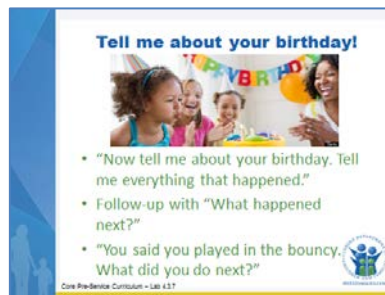 Tell me about your birthday!
HAPPY BIRTHD
• "Now tell me about your birthday. Tell
me everything that happened."
• Follow-up with "What happened
next?"
• "You said you played in the bouncy.
What did you do next?"
Core Pre-Service Curriculum – Lab 4.3.7